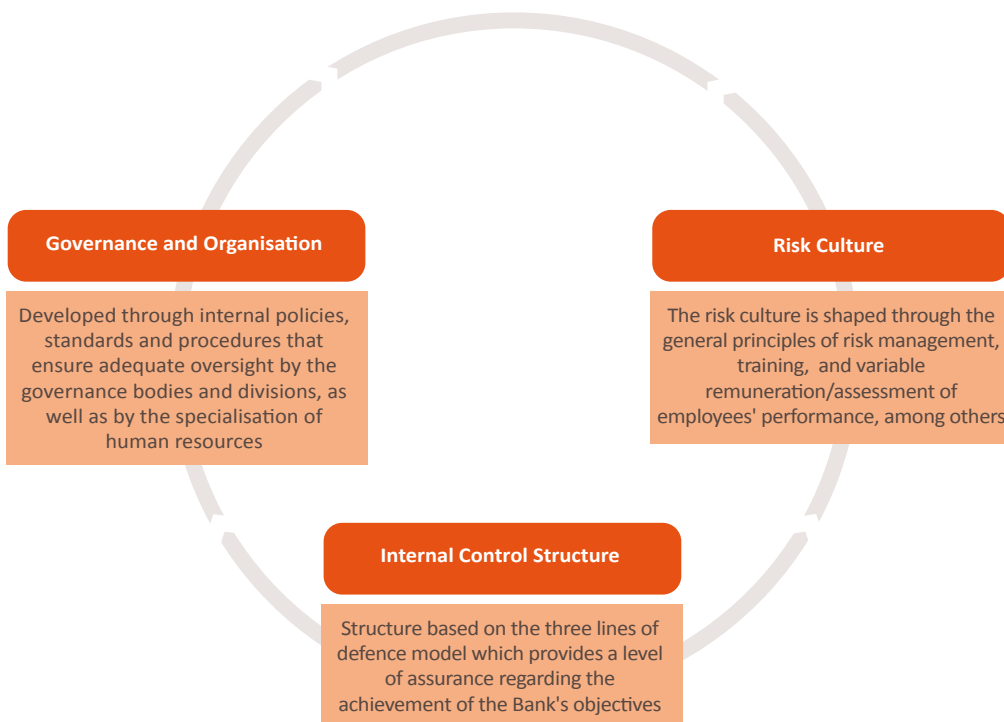 Governance and Organisation
Developed through internal policies,
standards and procedures that
ensure adequate oversight by the
governance bodies and divisions, as
well as by the specialisation of
human resources
Risk Culture
The risk culture is shaped through the
general principles of risk management,
training, and variable
remuneration/assessment of
employees' performance, among others
Internal Control Structure
Structure based on the three lines of
defence model which provides a level
of assurance regarding the
achievement of the Bank's objectives